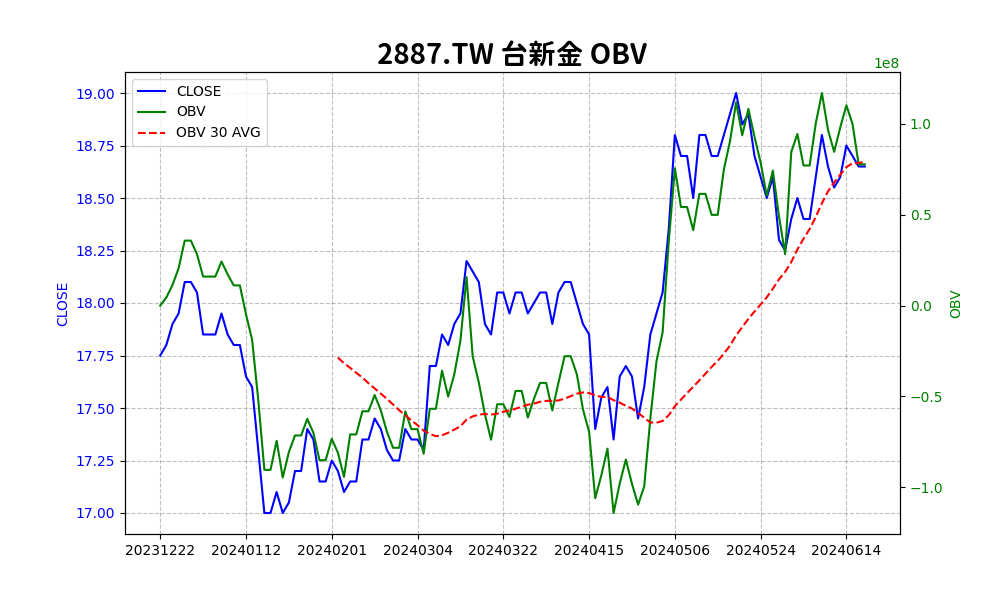 2887.TW 台新金 OBV
1e8
CLOSE
OBV
OBV 30 AVG
19.00
18.75
18.50
18.25
18.00
17.75
17.50
17.25
17.00
CLOSE
1.0
0.5
0.0
−0.5
−1.0
OBV
20231222 20240112 20240201 20240304 20240322 20240415 20240506 20240524 20240614